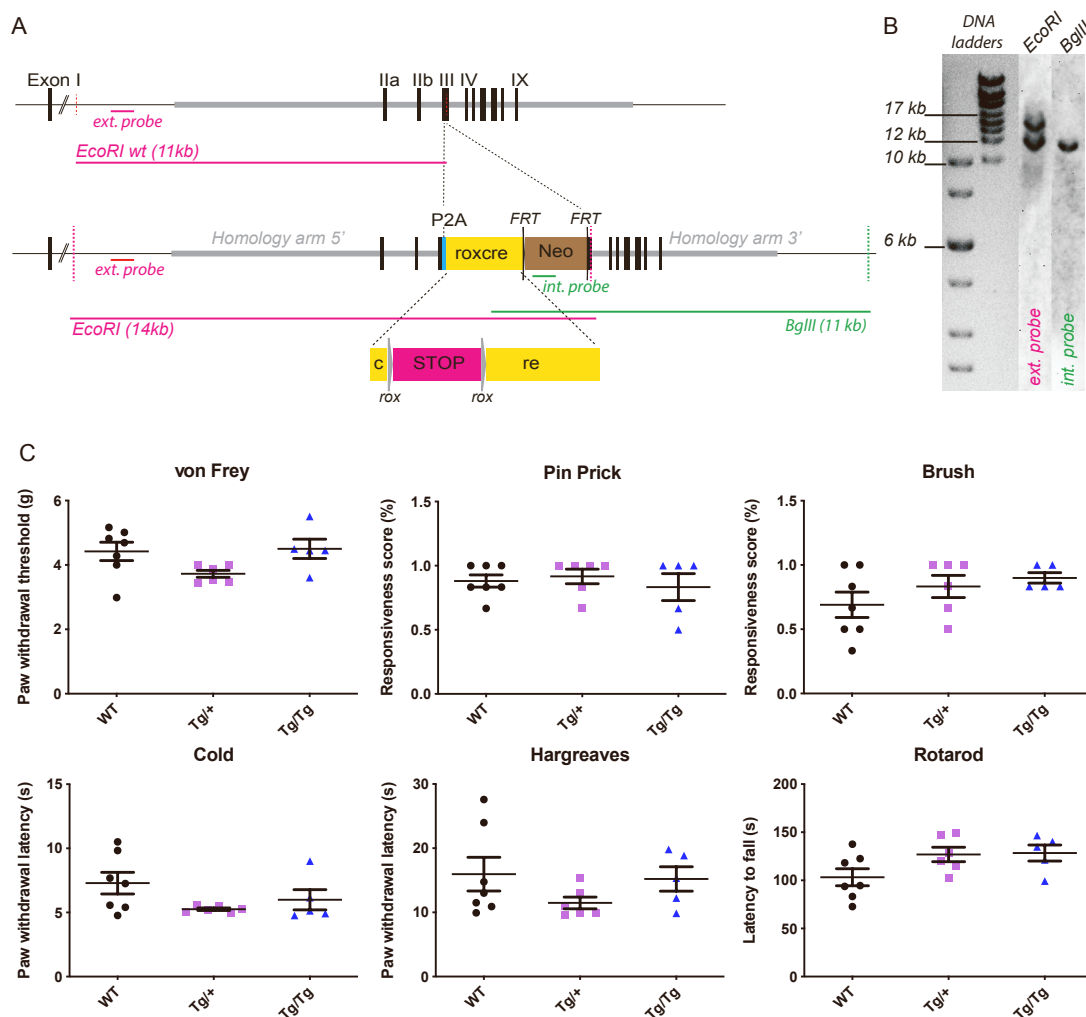 A
Exon I
IIa IIb III IV IX
ext. probe
EcoRI wt (11kb)
P2A FRT FRT
Homology arm 5' roxcre Neo Homology arm 3'
ext. probe
int. probe
EcoRI (14kb)
BglII (11 kb)
c STOP re
rox rox
B
DNA
ladders
EcoRI
BglII
17 kb
12 kb
10 kb
6 kb
ext. probe
int. probe
C
von Frey
Paw withdrawal threshold (g)
6
4
2
0
WT Tg/+ Tg/Tg
Pin Prick
Responsiveness score (%)
1.5
1.0
0.5
0.0
WT Tg/+ Tg/Tg
Brush
Responsiveness score (%)
1.5
1.0
0.5
0.0
WT Tg/+ Tg/Tg
Cold
Paw withdrawal latency (s)
15
10
5
0
WT Tg/+ Tg/Tg
Hargreaves
Paw withdrawal latency (s)
30
20
10
0
WT Tg/+ Tg/Tg
Rotarod
Latency to fall (s)
200
150
100
50
0
WT Tg/+ Tg/Tg